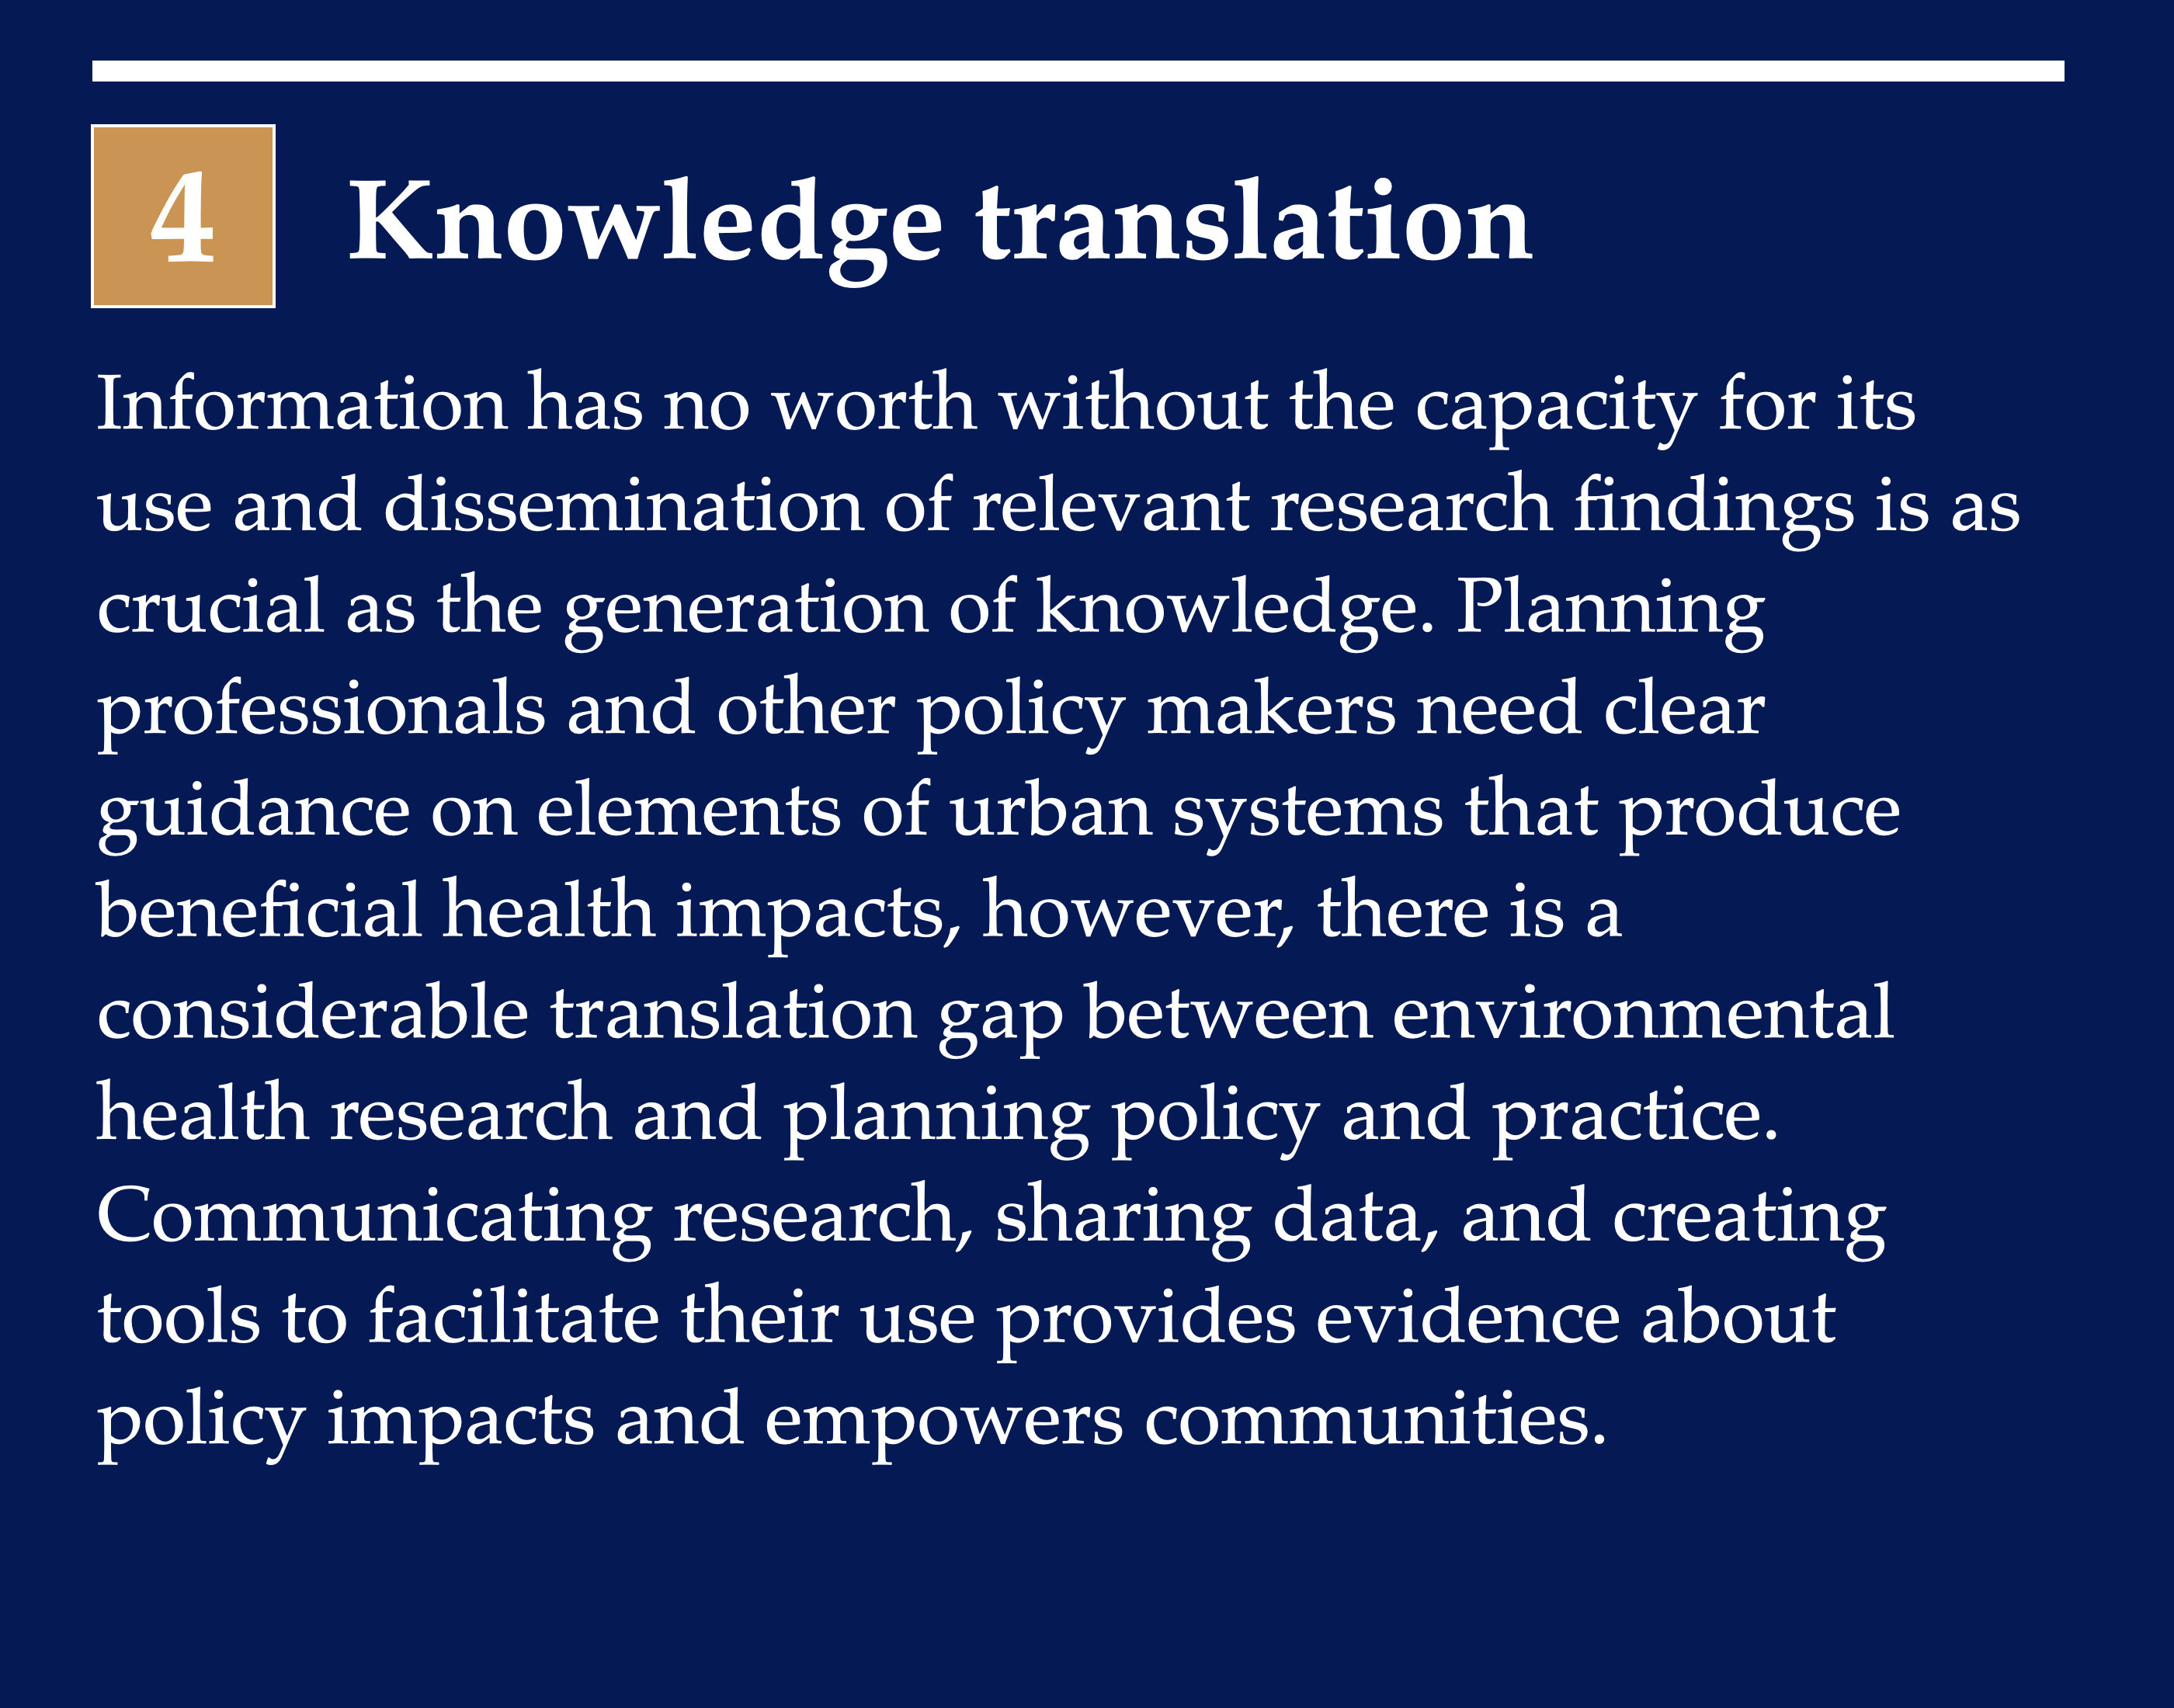 4 Knowledge translation
Information has no worth without the capacity for its
use and dissemination of relevant research findings is as
crucial as the generation of knowledge. Planning
professionals and other policy makers need clear
guidance on elements of urban systems that produce
beneficial health impacts, however, there is a
considerable translation gap between environmental
health research and planning policy and practice.
Communicating research, sharing data, and creating
tools to facilitate their use provides evidence about
policy impacts and empowers communities.